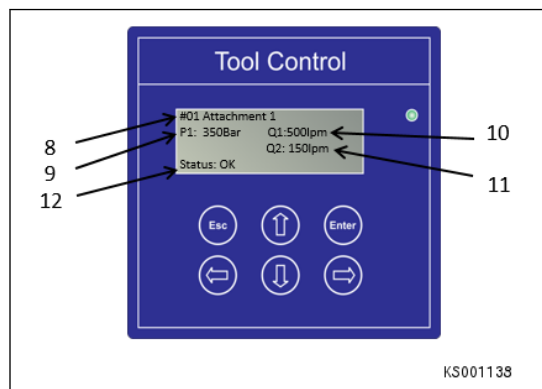 Tool Control
#01 Attachment 1
P1: 350Bar Q1:500lpm
Q2: 150lpm
Status: OK
8
9
12
10
11
Esc
Enter
KS001138